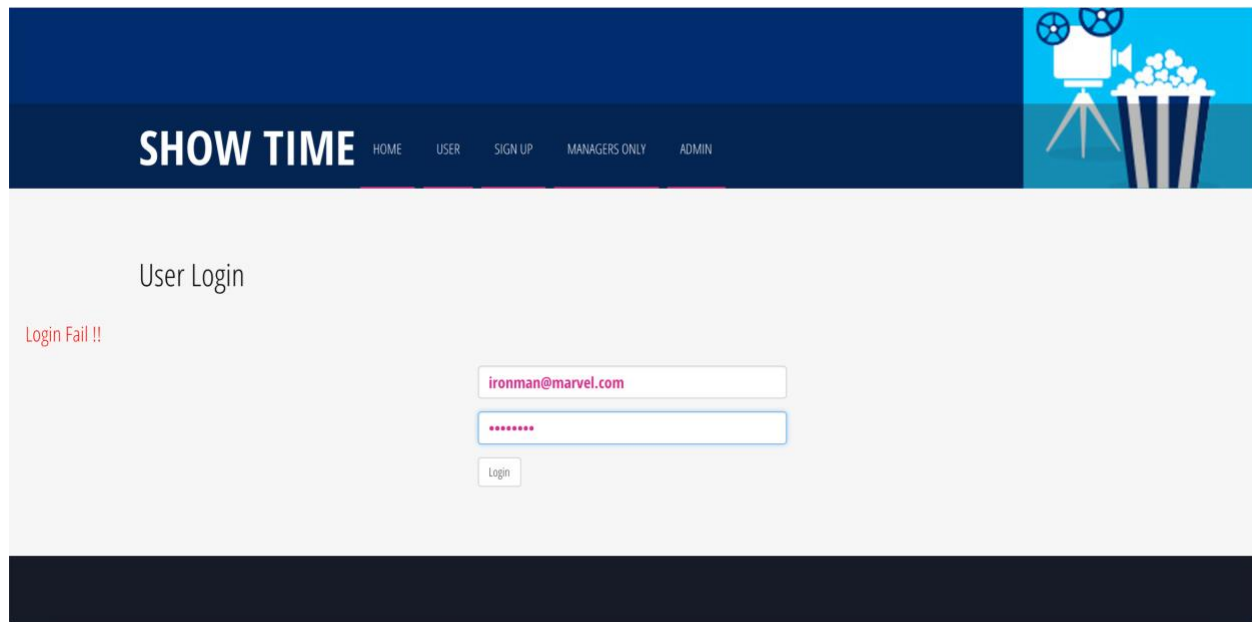 SHOW TIME HOME USER SIGN UP MANAGERS ONLY ADMIN
User Login
Login Fail !!
ironman@marvel.com
••••••••
Login